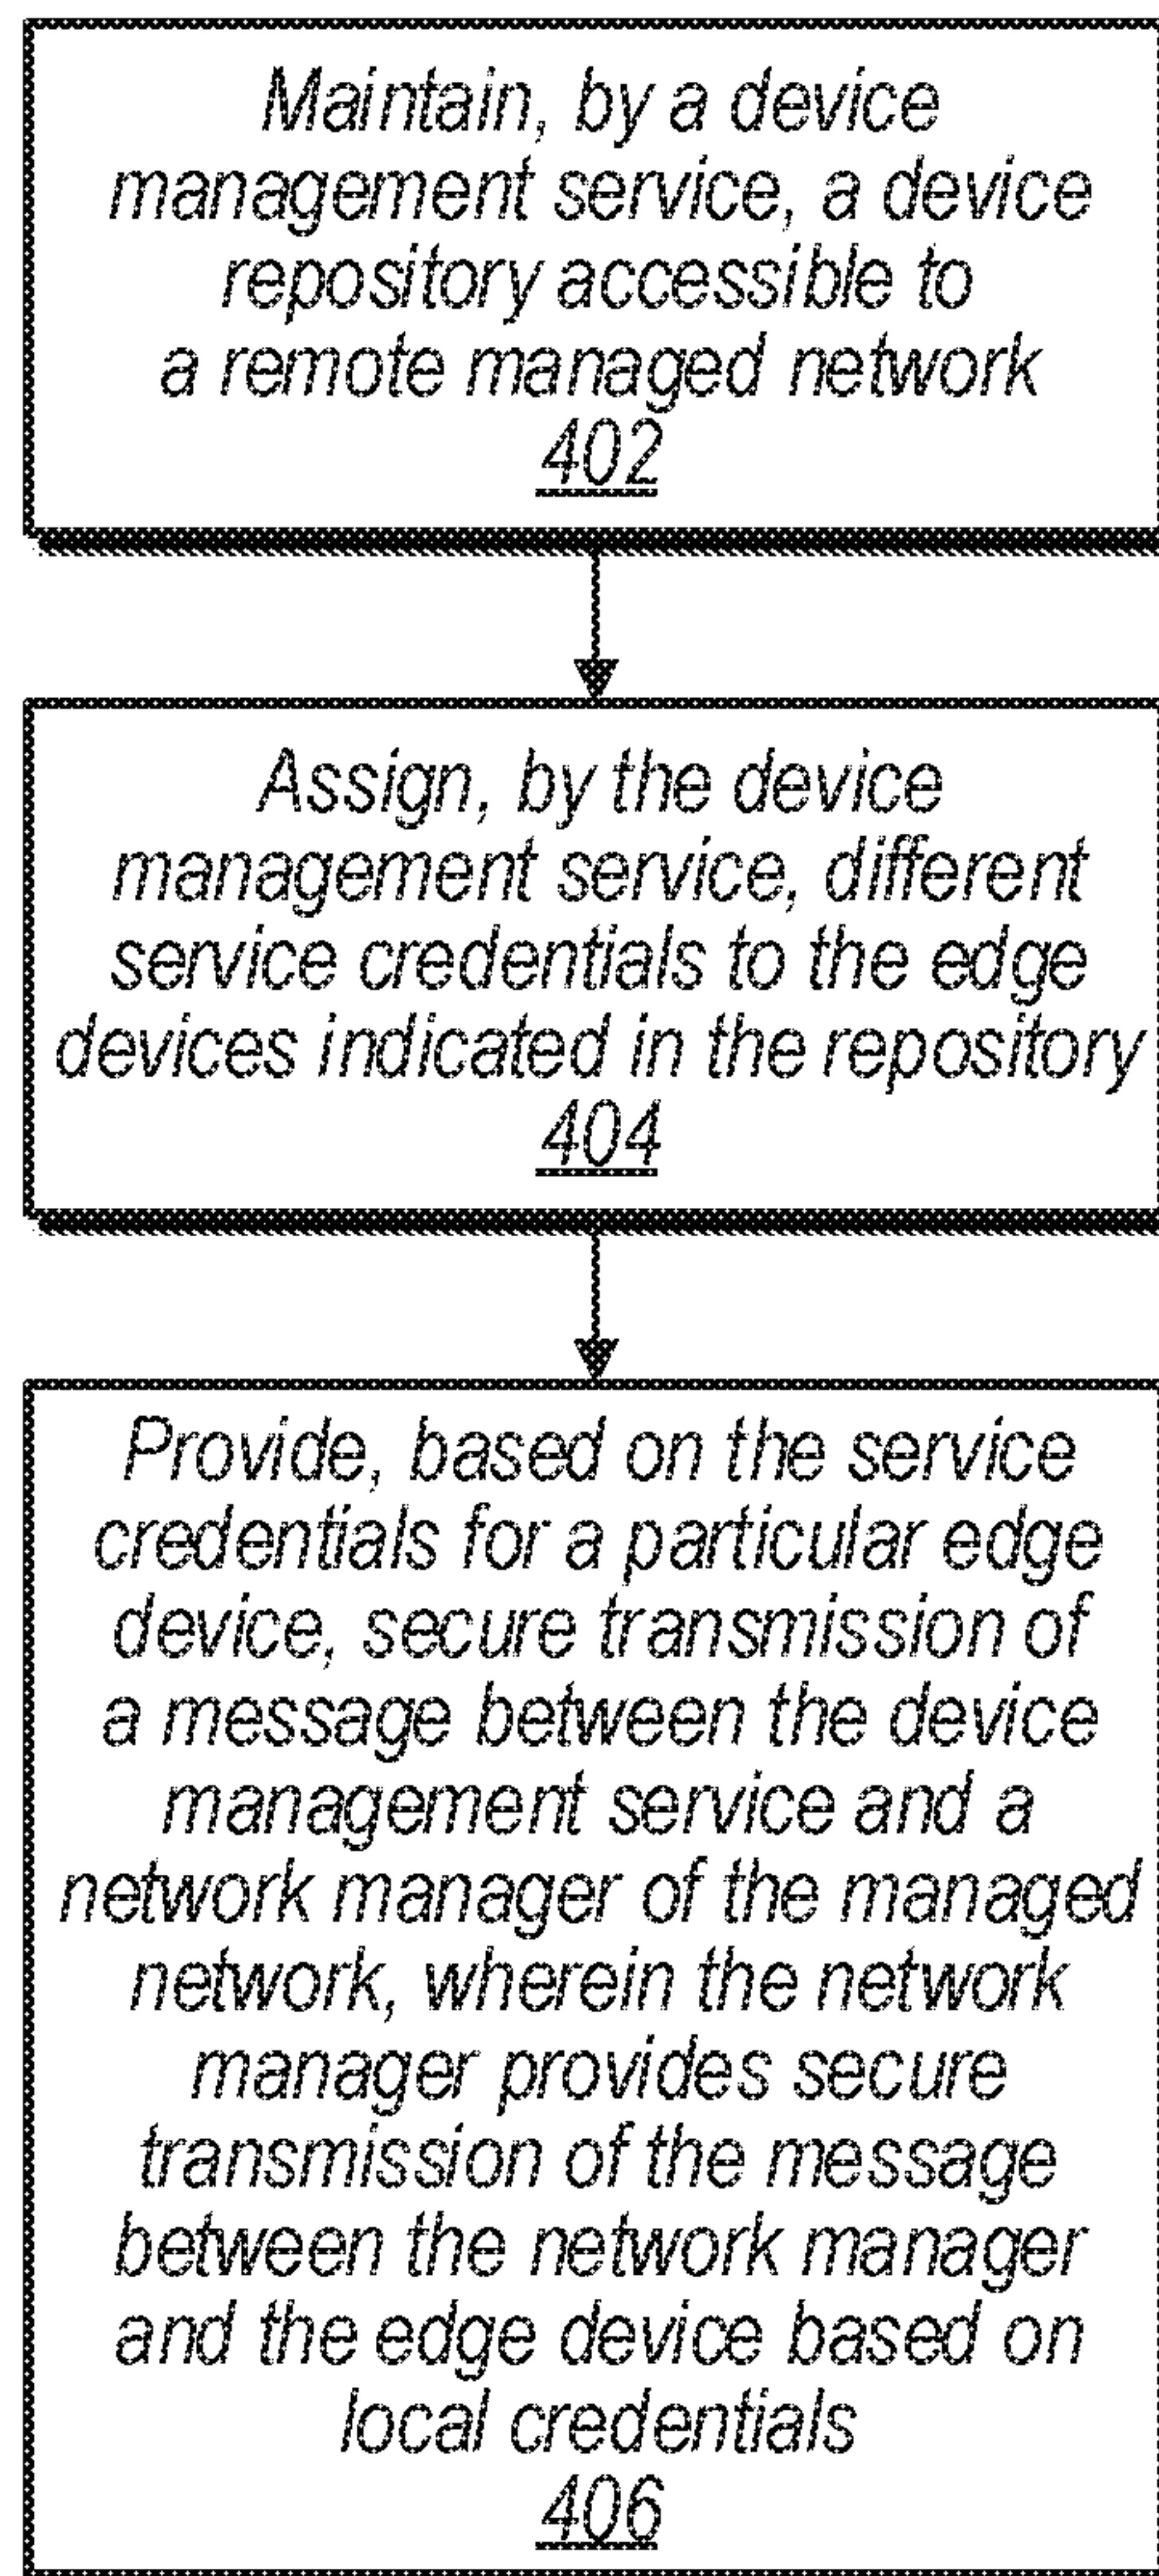 Maintain, by a device
management service, a device
repository accessible to
a remote managed network
402
Assign, by the device
management service, different
service credentials to the edge
devices indicated in the repository
404
Provide, based on the service
credentials for a particular edge
device, secure transmission of
a message between the device
management service and a
network manager of the managed
network, wherein the network
manager provides secure
transmission of the message
between the network manager
and the edge device based on
local credentials
406